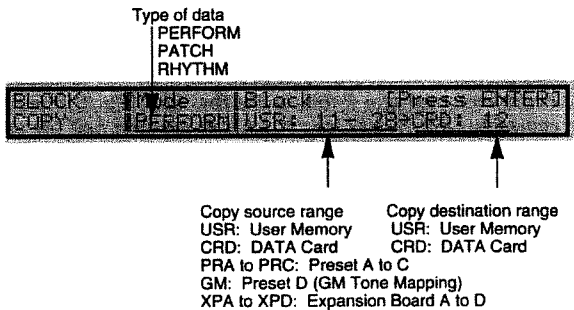 Type of data
PERFORM
PATCH
RHYTHM
BLOCK Mode Block [Press ENTER]
COPY PERFORM USR: 11- 28→CRD: 12
Copy source range Copy destination range
USR: User Memory USR: User Memory
CRD: DATA Card CRD: DATA Card
PRA to PRC: Preset A to C
GM: Preset D (GM Tone Mapping)
XPA to XPD: Expansion Board A to D